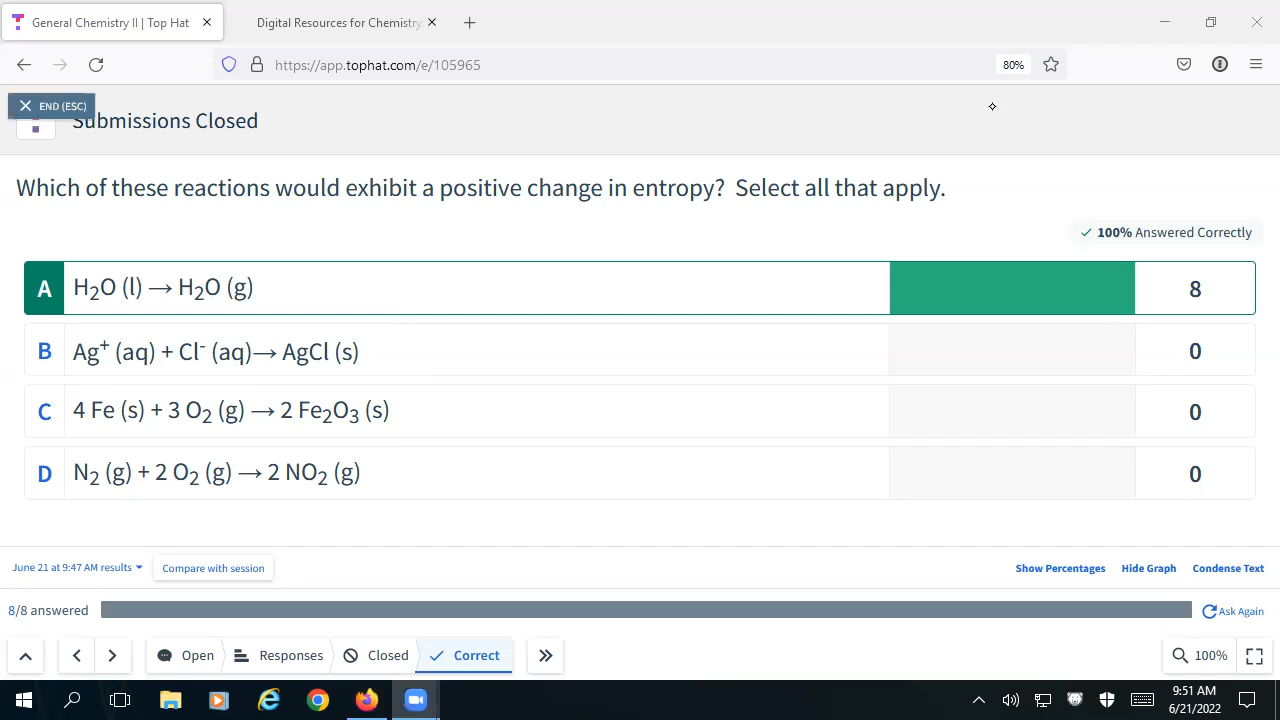 General Chemistry II | Top Hat
Digital Resources for Chemistry
https://app.tophat.com/e/105965
80%
END (ESC)
Submissions Closed
Which of these reactions would exhibit a positive change in entropy? Select all that apply.
100% Answered Correctly
A H₂O (l) → H₂O (g) 8
B Ag⁺ (aq) + Cl⁻ (aq)→ AgCl (s) 0
C 4 Fe (s) + 3 O₂ (g) → 2 Fe₂O₃ (s) 0
D N₂ (g) + 2 O₂ (g) → 2 NO₂ (g) 0
June 21 at 9:47 AM results Compare with session Show Percentages Hide Graph Condense Text
8/8 answered Ask Again
Open Responses Closed Correct 100%
9:51 AM
6/21/2022